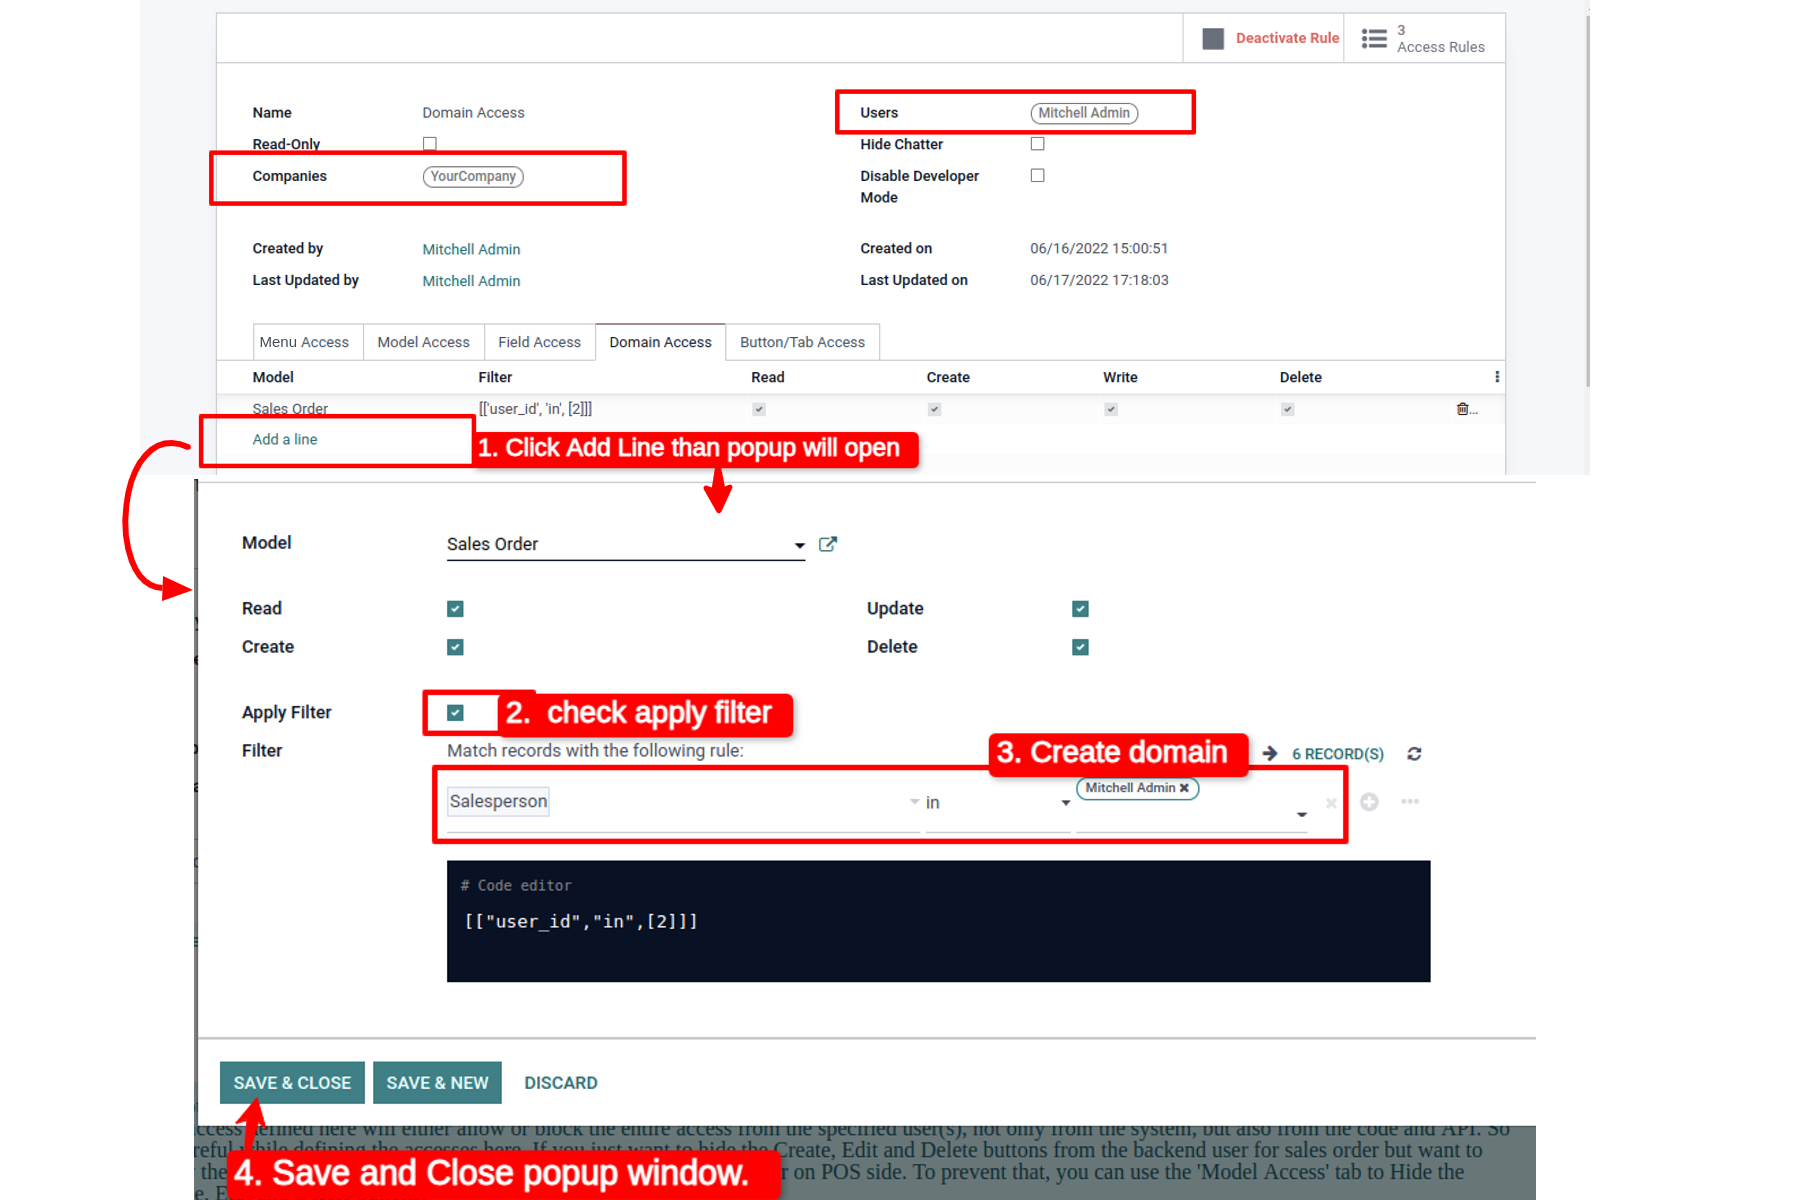 Deactivate Rule
3
Access Rules
Name Domain Access Users Mitchell Admin
Read-Only Hide Chatter
Companies YourCompany Disable Developer
Mode
Created by Mitchell Admin Created on 06/16/2022 15:00:51
Last Updated by Mitchell Admin Last Updated on 06/17/2022 17:18:03
Menu Access Model Access Field Access Domain Access Button/Tab Access
Model Filter Read Create Write Delete
Sales Order [['user_id', 'in', [2]]] ...
Add a line
1. Click Add Line than popup will open
Model Sales Order
Read Update
Create Delete
Apply Filter 2. check apply filter
Filter Match records with the following rule: 3. Create domain 6 RECORD(S)
Salesperson in Mitchell Admin ✖
# Code editor
[["user_id","in",[2]]]
SAVE & CLOSE SAVE & NEW DISCARD
defined here will either allow or block the entire access from the specified user(s), not only from the system, but also from the code and API. So
while defining the accesses here. If you just want to hide the Create, Edit and Delete buttons from the backend user for sales order but want to
the
4. Save and Close popup window.
on POS side. To prevent that, you can use the 'Model Access' tab to Hide the